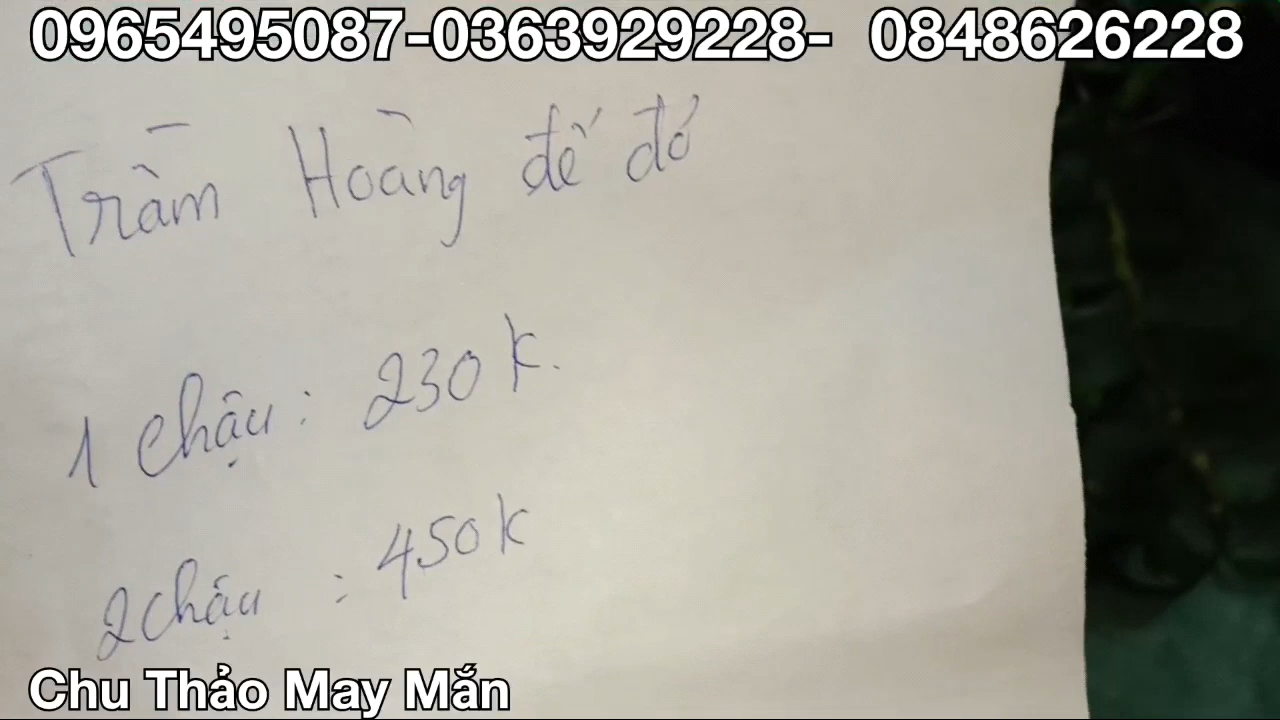 0965495087-0363929228- 0848626228
Trầm Hoàng đế đỏ
1 chậu: 230K.
2 chậu : 450K
Chu Thảo May Mắn